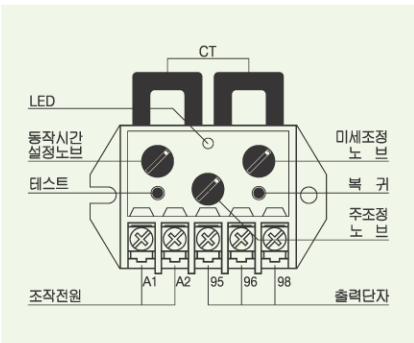 CT
LED
동작시간
설정노브
테스트
미세조정
노 브
복 귀
주조정
노 브
A1 A2 95 96 98
조작전원
출력단자